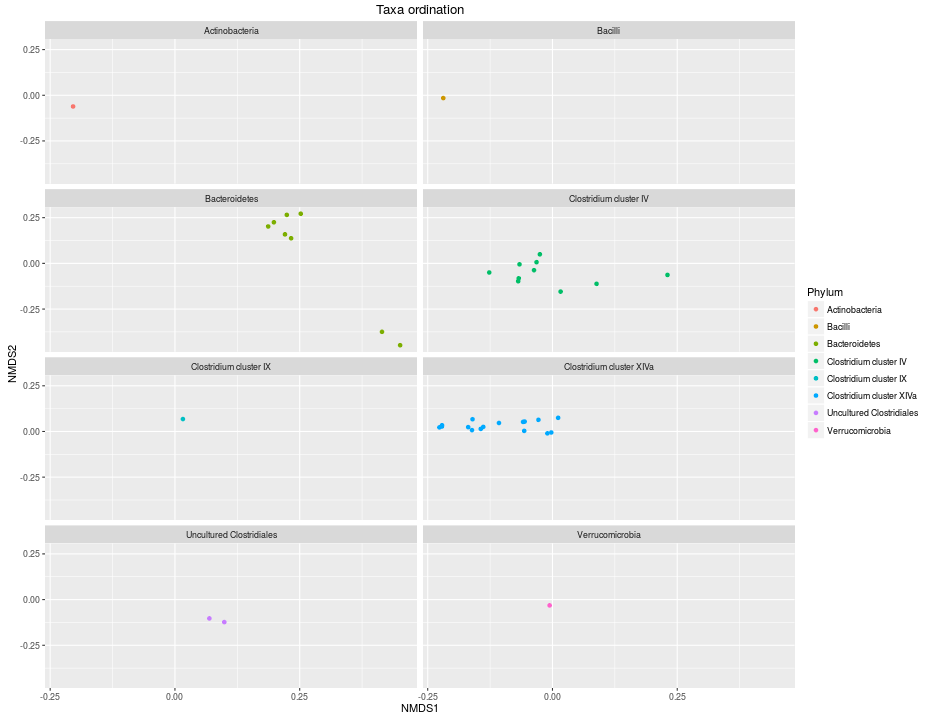 Taxa ordination
Actinobacteria
Bacilli
0.25
0.00
-0.25
Bacteroidetes
Clostridium cluster IV
0.25
0.00
-0.25
Clostridium cluster IX
Clostridium cluster XIVa
0.25
0.00
-0.25
Uncultured Clostridiales
Verrucomicrobia
0.25
0.00
-0.25
-0.25 0.00 0.25
-0.25 0.00 0.25
NMDS1
NMDS2
Phylum
Actinobacteria
Bacilli
Bacteroidetes
Clostridium cluster IV
Clostridium cluster IX
Clostridium cluster XIVa
Uncultured Clostridiales
Verrucomicrobia